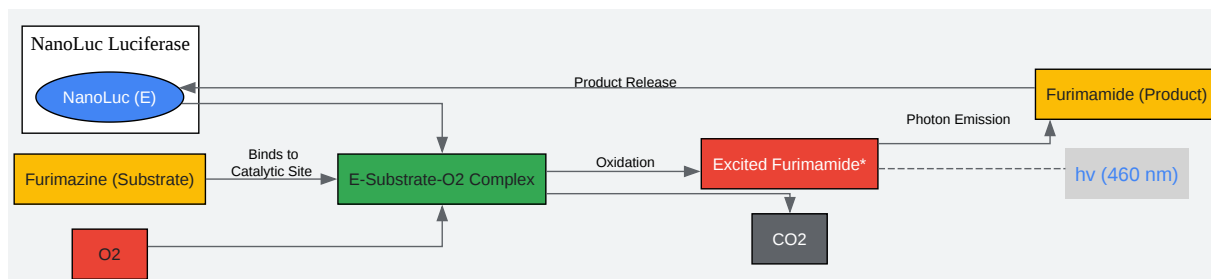 NanoLuc Luciferase
NanoLuc (E)
Product Release
Furimamide (Product)
Photon Emission
Furimazine (Substrate)
Binds to
Catalytic Site
E-Substrate-O2 Complex
Oxidation
Excited Furimamide*
hv (460 nm)
O2
CO2